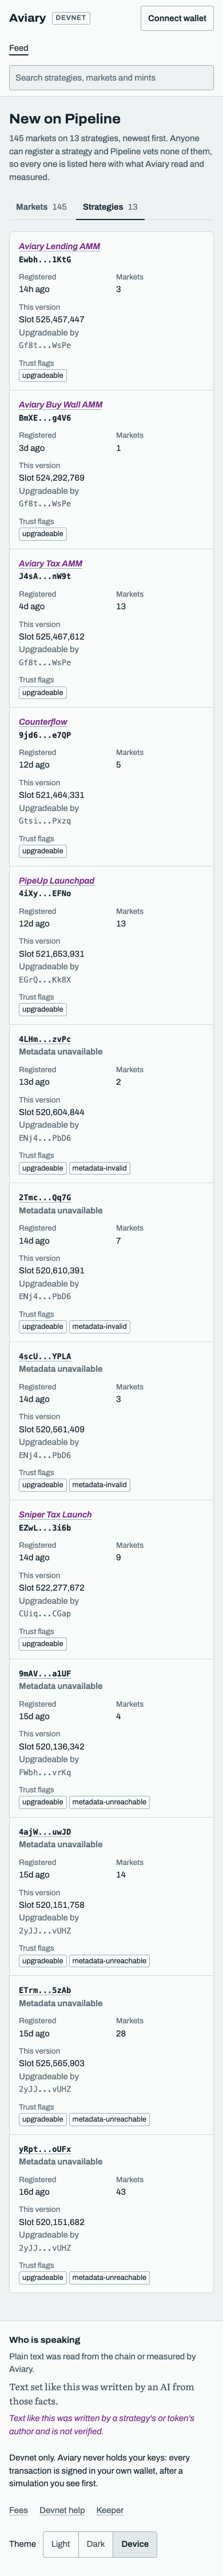 Aviary DEVNET Connect wallet
Feed
Search strategies, markets and mints
New on Pipeline
145 markets on 13 strategies, newest first. Anyone
can register a strategy and Pipeline vets none of them,
so every one is listed here with what Aviary read and
measured.
Markets 145 Strategies 13
Aviary Lending AMM
Ewbh...1KtG
Registered Markets
14h ago 3
This version
Slot 525,457,447
Upgradeable by
Gf8t...WsPe
Trust flags
upgradeable
Aviary Buy Wall AMM
BmXE...g4V6
Registered Markets
3d ago 1
This version
Slot 524,292,769
Upgradeable by
Gf8t...WsPe
Trust flags
upgradeable
Aviary Tax AMM
J4sA...nW9t
Registered Markets
4d ago 13
This version
Slot 525,467,612
Upgradeable by
Gf8t...WsPe
Trust flags
upgradeable
Counterflow
9jd6...e7QP
Registered Markets
12d ago 5
This version
Slot 521,464,331
Upgradeable by
Gtsi...Pxzq
Trust flags
upgradeable
PipeUp Launchpad
4iXy...EFNo
Registered Markets
12d ago 13
This version
Slot 521,653,931
Upgradeable by
EGrQ...Kk8X
Trust flags
upgradeable
4LHm...zvPc
Metadata unavailable
Registered Markets
13d ago 2
This version
Slot 520,604,844
Upgradeable by
ENj4...PbD6
Trust flags
upgradeable metadata-invalid
2Tmc...Qq7G
Metadata unavailable
Registered Markets
14d ago 7
This version
Slot 520,610,391
Upgradeable by
ENj4...PbD6
Trust flags
upgradeable metadata-invalid
4scU...YPLA
Metadata unavailable
Registered Markets
14d ago 3
This version
Slot 520,561,409
Upgradeable by
ENj4...PbD6
Trust flags
upgradeable metadata-invalid
Sniper Tax Launch
EZwL...3i6b
Registered Markets
14d ago 9
This version
Slot 522,277,672
Upgradeable by
CUiq...CGap
Trust flags
upgradeable
9mAV...a1UF
Metadata unavailable
Registered Markets
15d ago 4
This version
Slot 520,136,342
Upgradeable by
FWbh...vrKq
Trust flags
upgradeable metadata-unreachable
4ajW...uwJD
Metadata unavailable
Registered Markets
15d ago 14
This version
Slot 520,151,758
Upgradeable by
2yJJ...vUHZ
Trust flags
upgradeable metadata-unreachable
ETrm...5zAb
Metadata unavailable
Registered Markets
15d ago 28
This version
Slot 525,565,903
Upgradeable by
2yJJ...vUHZ
Trust flags
upgradeable metadata-unreachable
yRpt...oUFx
Metadata unavailable
Registered Markets
16d ago 43
This version
Slot 520,151,682
Upgradeable by
2yJJ...vUHZ
Trust flags
upgradeable metadata-unreachable
Who is speaking
Plain text was read from the chain or measured by
Aviary.
Text set like this was written by an AI from
those facts.
Text like this was written by a strategy's or token's
author and is not verified.
Devnet only. Aviary never holds your keys: every
transaction is signed in your own wallet, after a
simulation you see first.
Fees Devnet help Keeper
Theme Light Dark Device